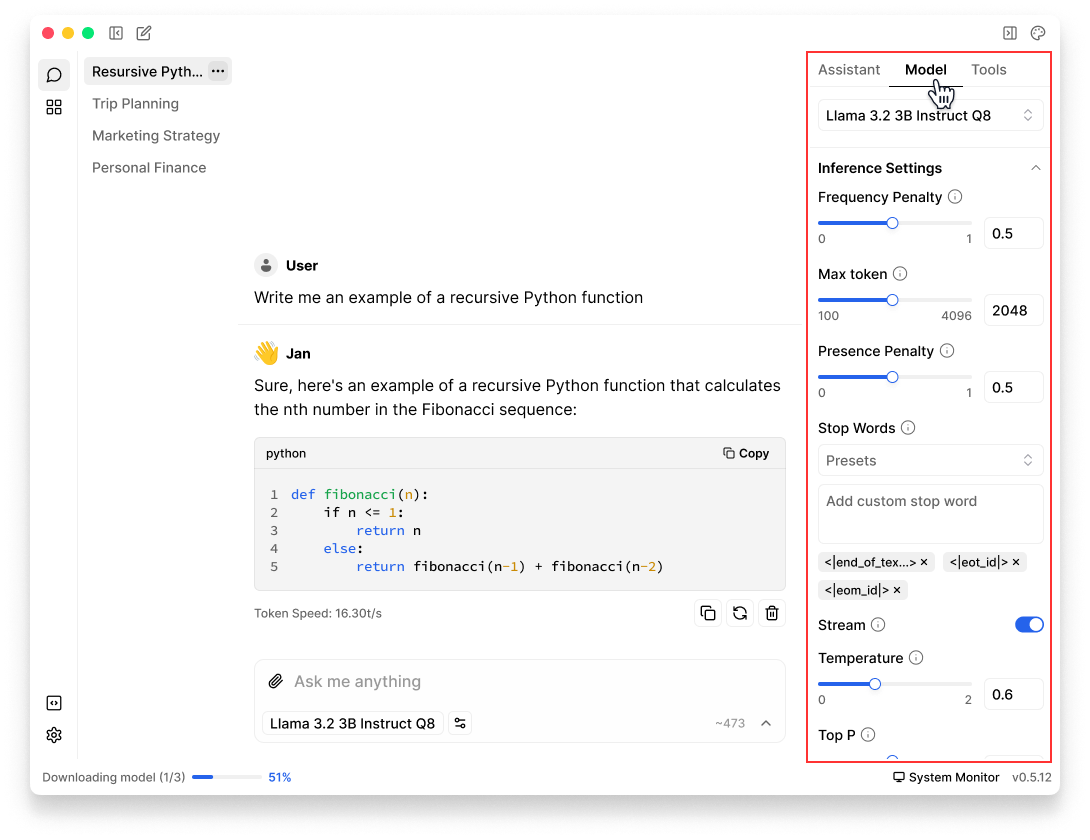 Resursive Pyth...
Trip Planning
Marketing Strategy
Personal Finance
User
Write me an example of a recursive Python function
Jan
Sure, here's an example of a recursive Python function that calculates
the nth number in the Fibonacci sequence:
python
Copy
1 def fibonacci(n):
2     if n <= 1:
3         return n
4     else:
5         return fibonacci(n-1) + fibonacci(n-2)
Token Speed: 16.30t/s
Ask me anything
Llama 3.2 3B Instruct Q8
~473
Assistant Model Tools
Llama 3.2 3B Instruct Q8
Inference Settings
Frequency Penalty
0 1 0.5
Max token
100 4096 2048
Presence Penalty
0 1 0.5
Stop Words
Presets
Add custom stop word
<|end_of_tex...> × <|eot_id|> ×
<|eom_id|> ×
Stream
Temperature
0 2 0.6
Top P
Downloading model (1/3) 51%
System Monitor v0.5.12